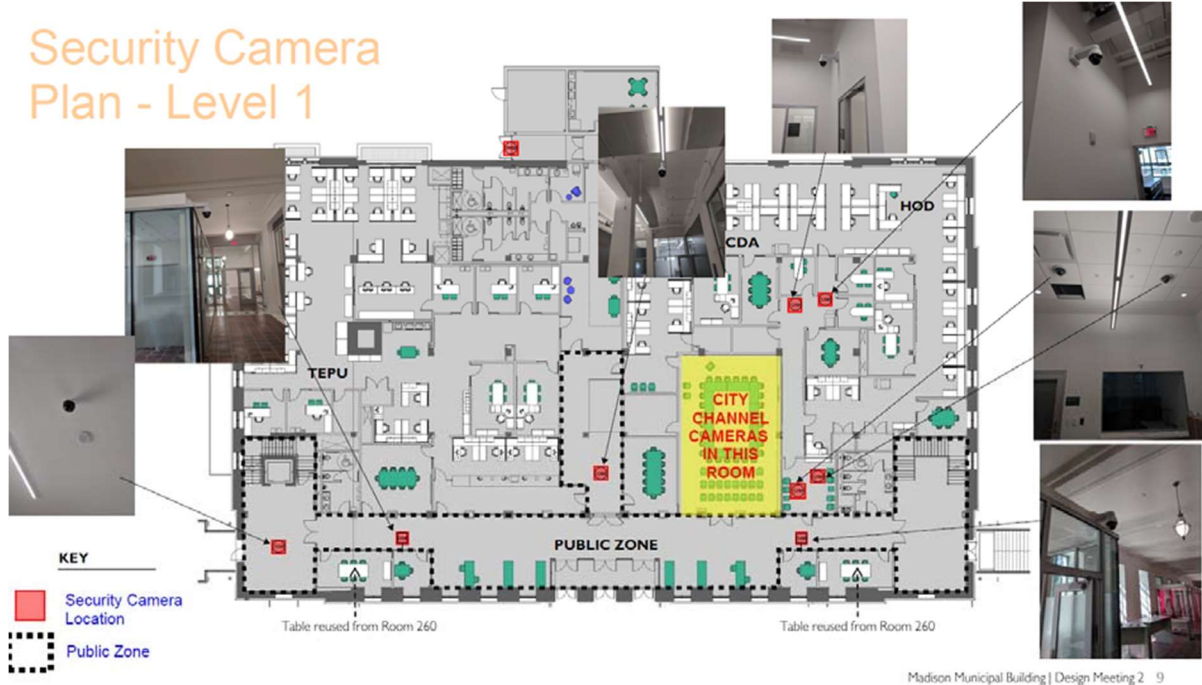 Security Camera
Plan - Level 1
HOD
CDA
TEPU
CITY
CHANNEL
CAMERAS
IN THIS
ROOM
PUBLIC ZONE
KEY
Security Camera
Location
Public Zone
Table reused from Room 260
Table reused from Room 260
Madison Municipal Building | Design Meeting 2 9